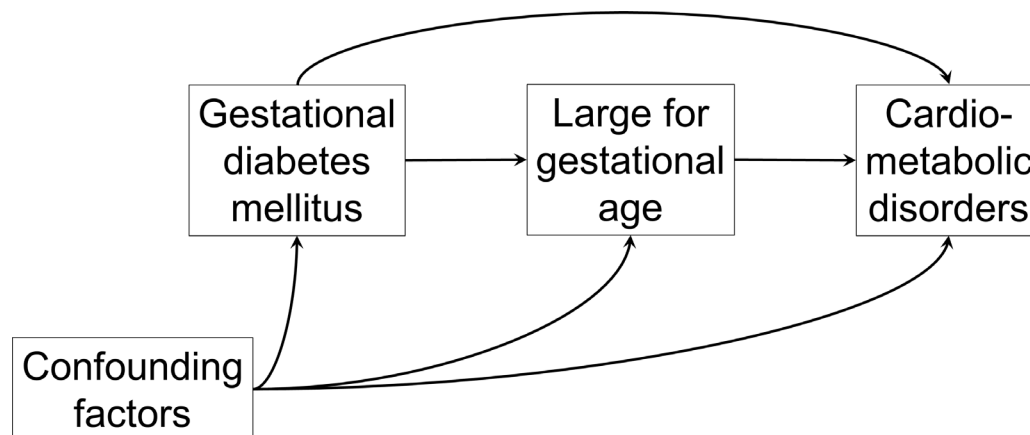 Gestational
diabetes
mellitus
Large for
gestational
age
Cardio-
metabolic
disorders
Confounding
factors